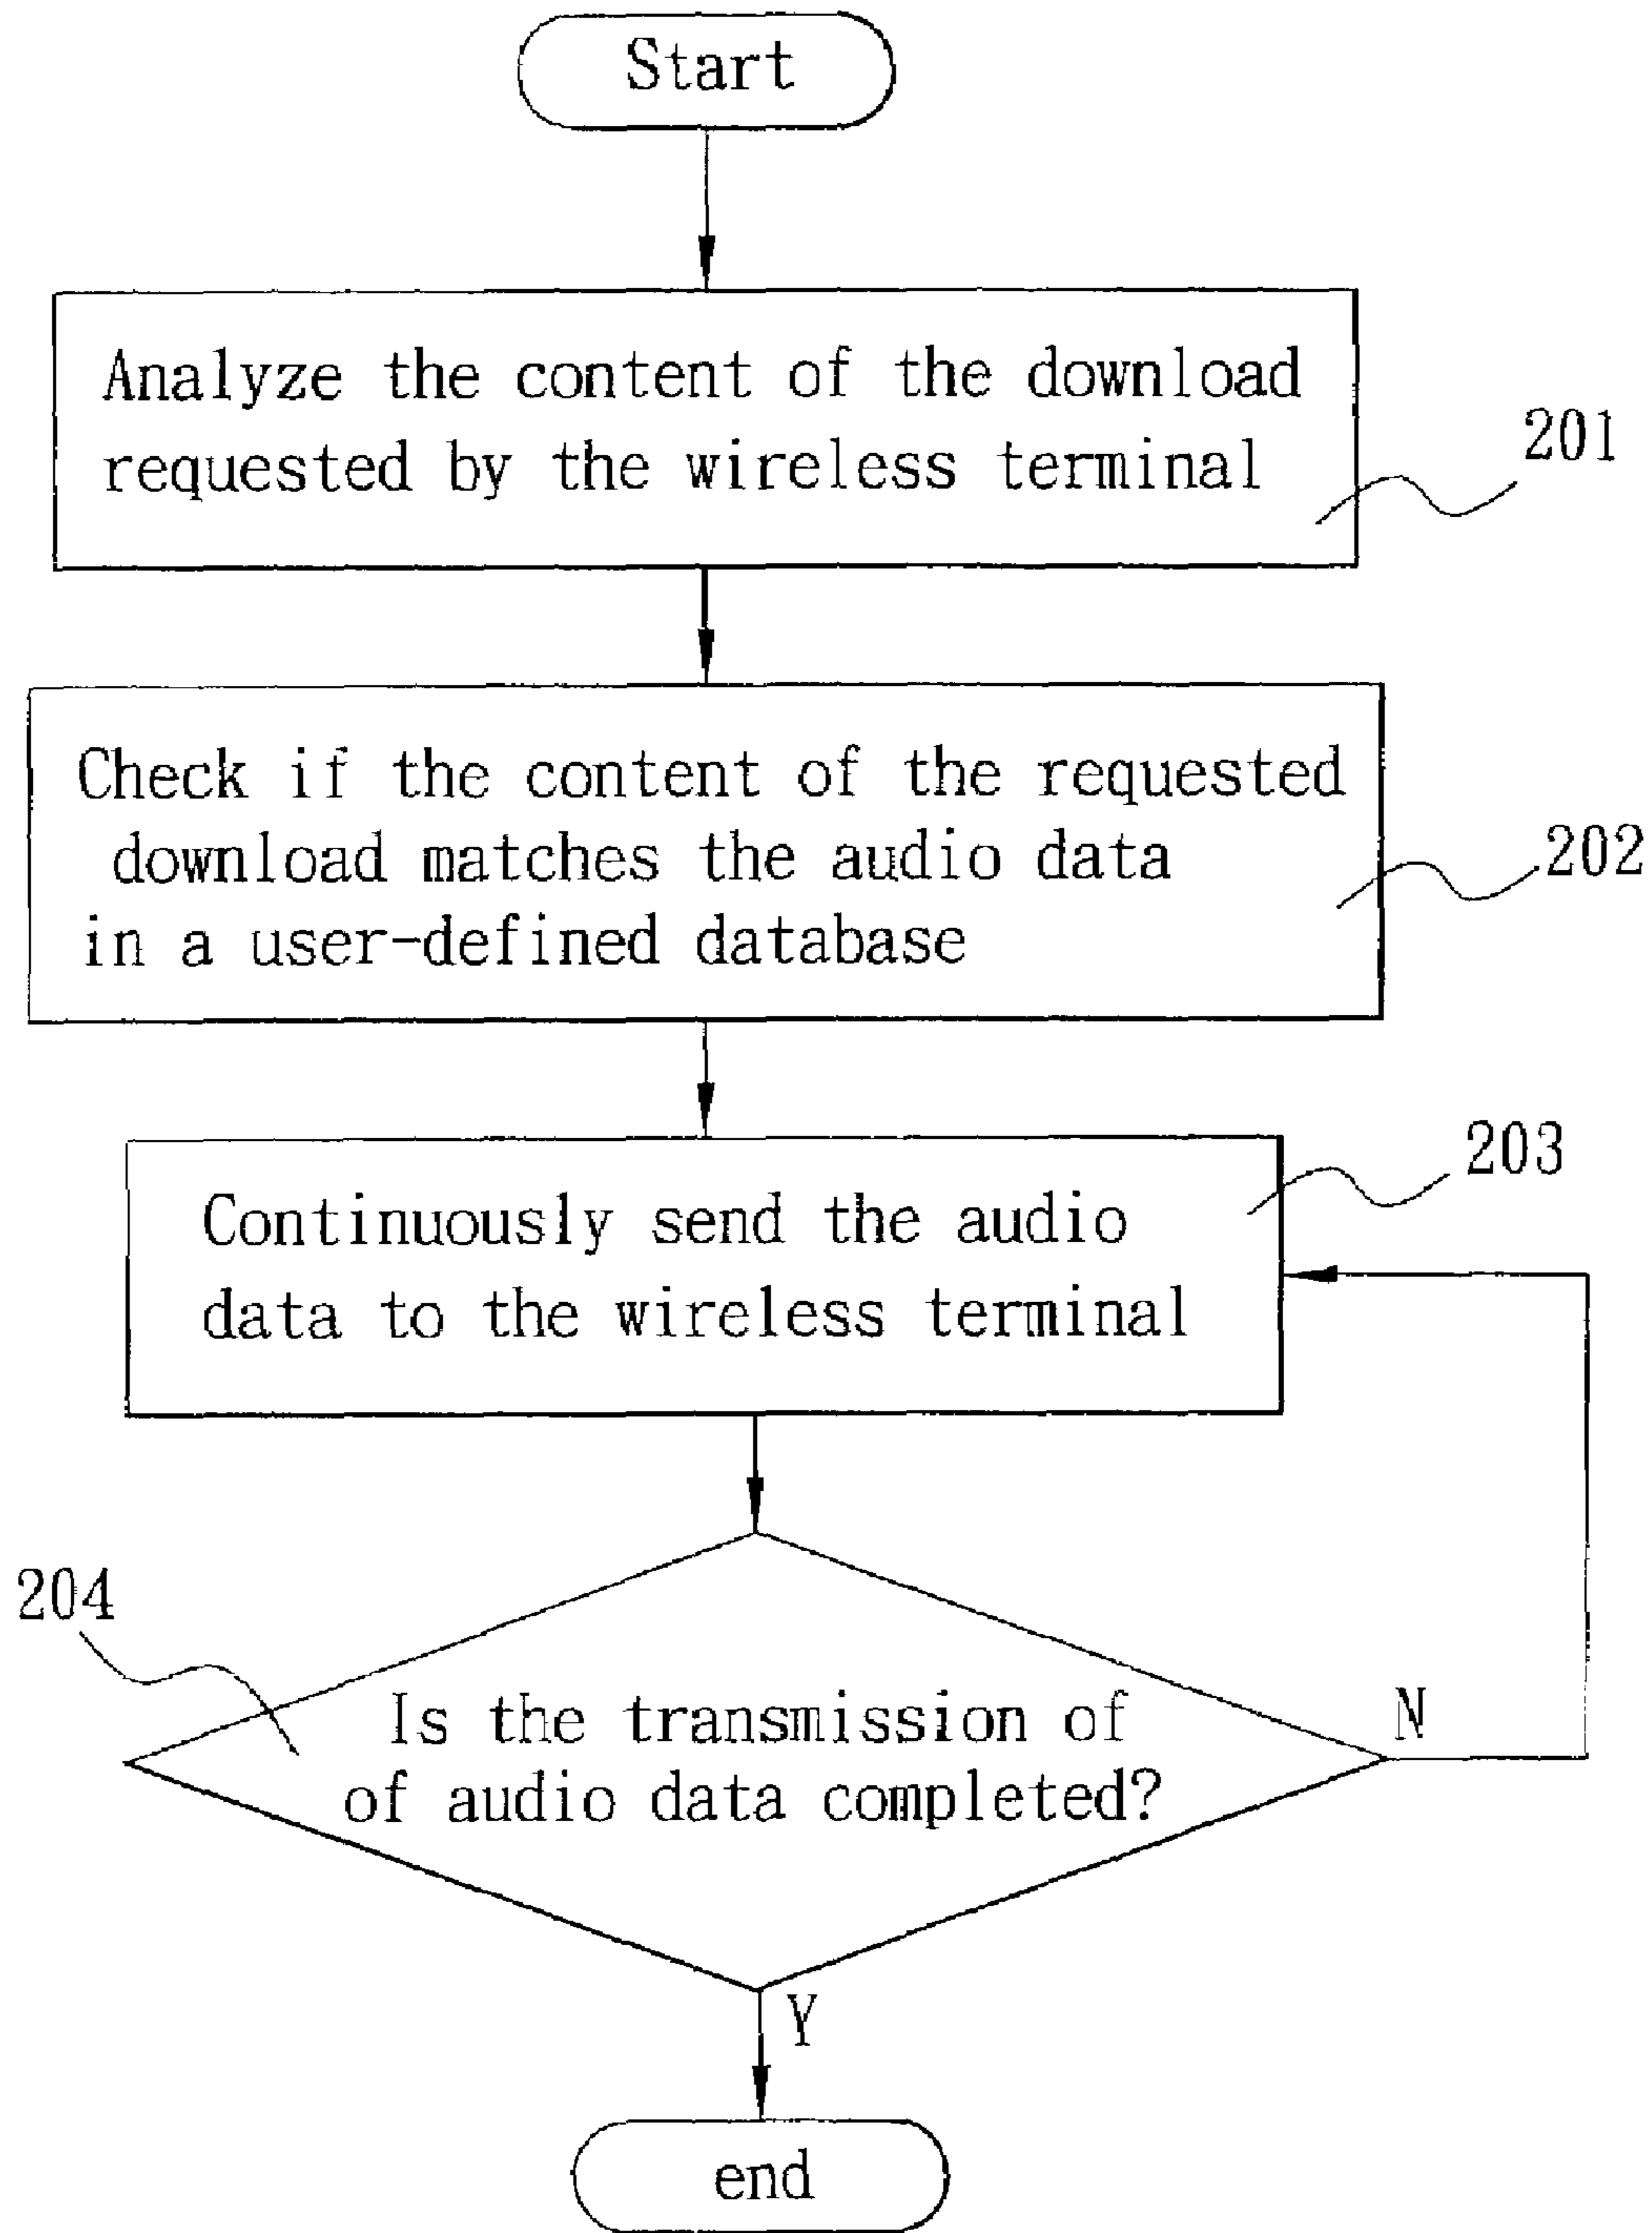 Start
Analyze the content of the download
requested by the wireless terminal
201
Check if the content of the requested
download matches the audio data
in a user-defined database
202
203
Continuously send the audio
data to the wireless terminal
204
Is the transmission of
of audio data completed?
N
Y
end